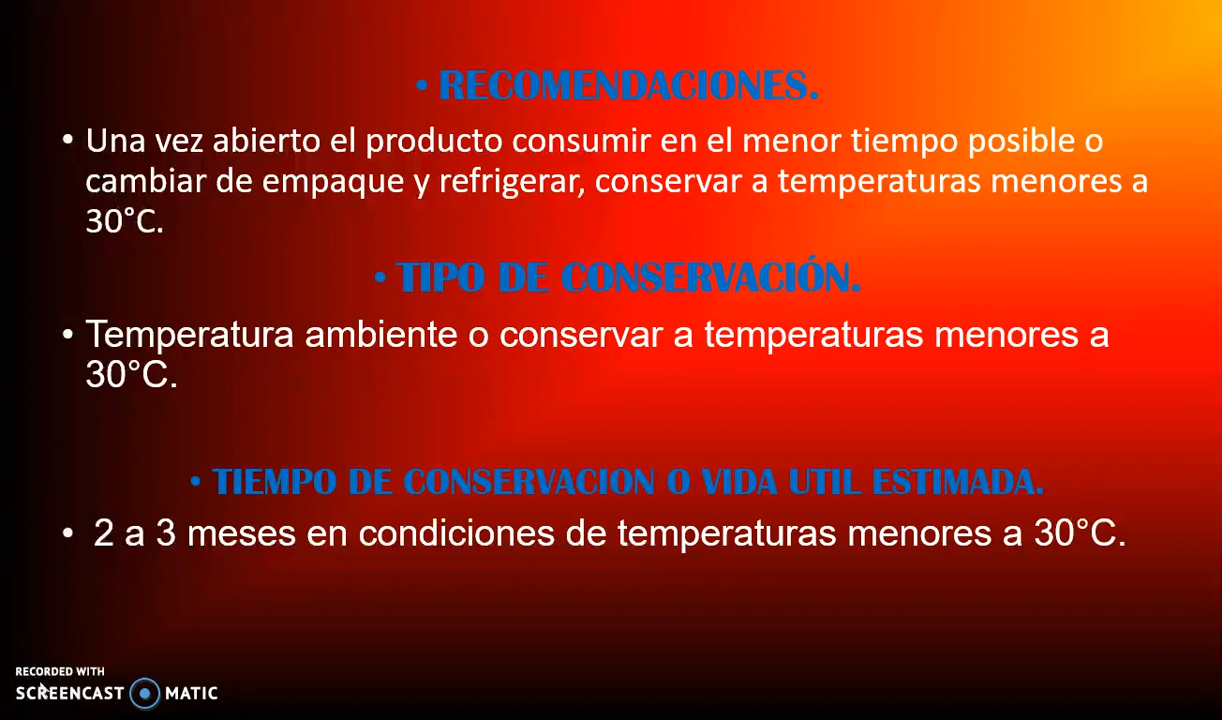 • RECOMENDACIONES.
• Una vez abierto el producto consumir en el menor tiempo posible o
cambiar de empaque y refrigerar, conservar a temperaturas menores a
30°C.
• TIPO DE CONSERVACIÓN.
• Temperatura ambiente o conservar a temperaturas menores a
30°C.
• TIEMPO DE CONSERVACION O VIDA UTIL ESTIMADA.
• 2 a 3 meses en condiciones de temperaturas menores a 30°C.
RECORDED WITH
SCREENCAST MATIC